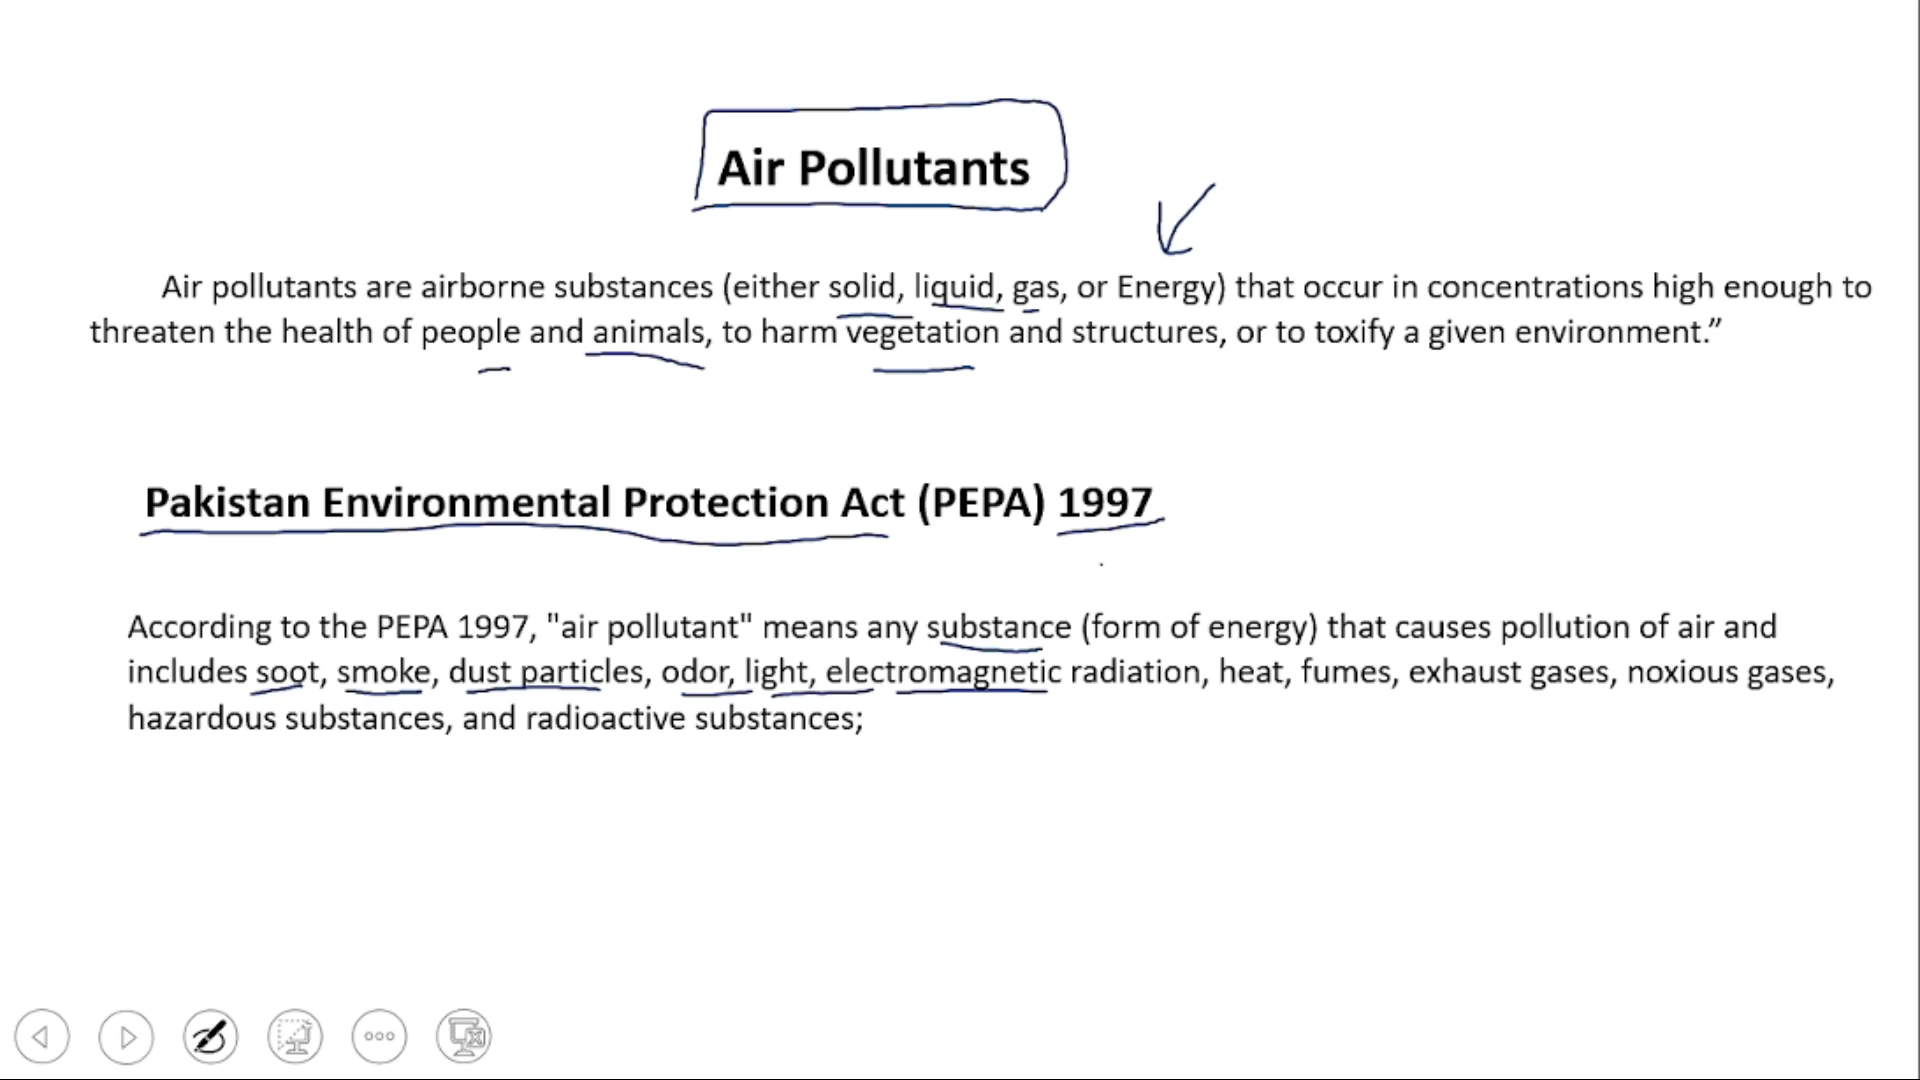 Air Pollutants
Air pollutants are airborne substances (either solid, liquid, gas, or Energy) that occur in concentrations high enough to
threaten the health of people and animals, to harm vegetation and structures, or to toxify a given environment.”
Pakistan Environmental Protection Act (PEPA) 1997
According to the PEPA 1997, "air pollutant" means any substance (form of energy) that causes pollution of air and
includes soot, smoke, dust particles, odor, light, electromagnetic radiation, heat, fumes, exhaust gases, noxious gases,
hazardous substances, and radioactive substances;